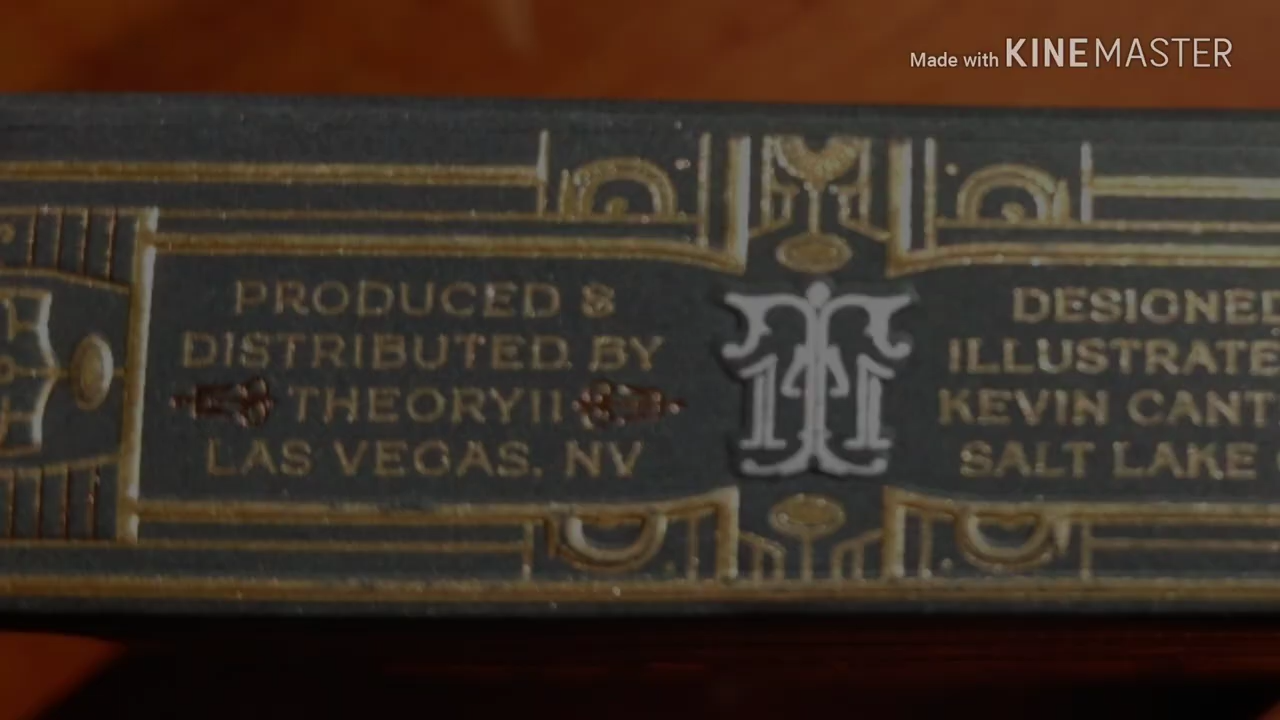 Made with KINEMASTER
PRODUCED &
DISTRIBUTED BY
THEORY11
LAS VEGAS, NV
DESIGNED
ILLUSTRATE
KEVIN CANT
SALT LAKE